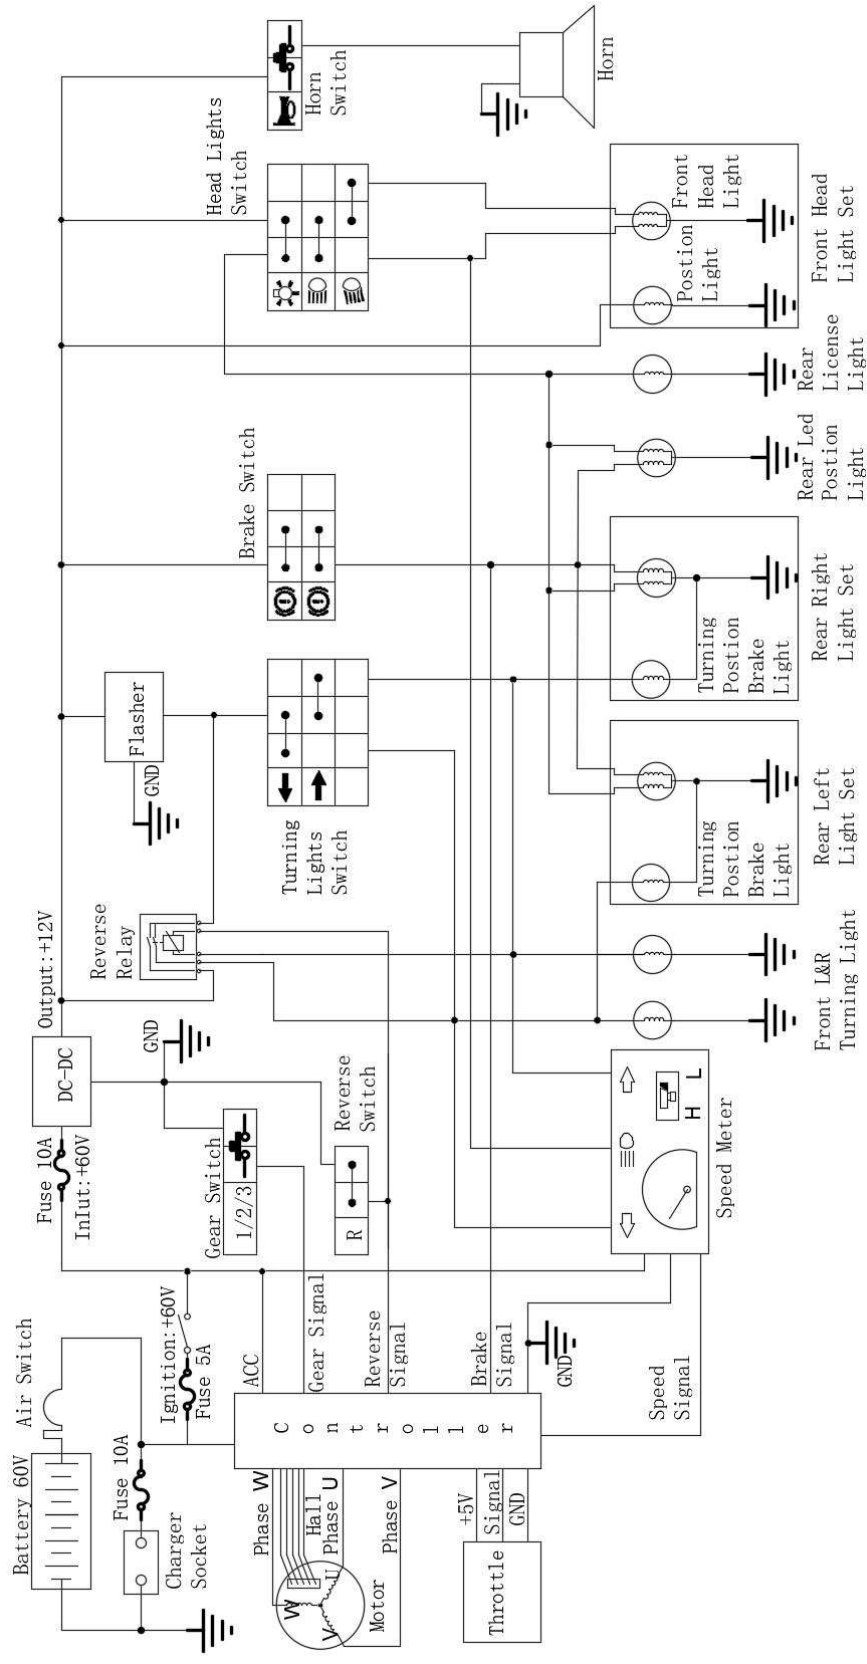 Battery 60V
Air Switch
Fuse 10A
Charger
Socket
Ignition:+60V
Fuse 5A
Fuse 10A
InIut:+60V
DC-DC
Output:+12V
GND
Gear Switch
1/2/3
Reverse
Switch
R
Reverse
Relay
Flasher
GND
Turning
Lights
Switch
Brake Switch
Head Lights
Switch
Horn
Switch
Horn
ACC
Gear Signal
Reverse
Signal
Brake
Signal
GND
Speed
Signal
Controller
Phase W
Hall
Phase U
Phase V
W
U
V
Motor
+5V
Signal
GND
Throttle
H L
Speed Meter
Front L&R
Turning Light
Turning
Postion
Brake
Light
Rear Left
Light Set
Turning
Postion
Brake
Light
Rear Right
Light Set
Rear Led
Postion
Light
Rear
License
Light
Postion
Light
Front
Head
Light
Front Head
Light Set